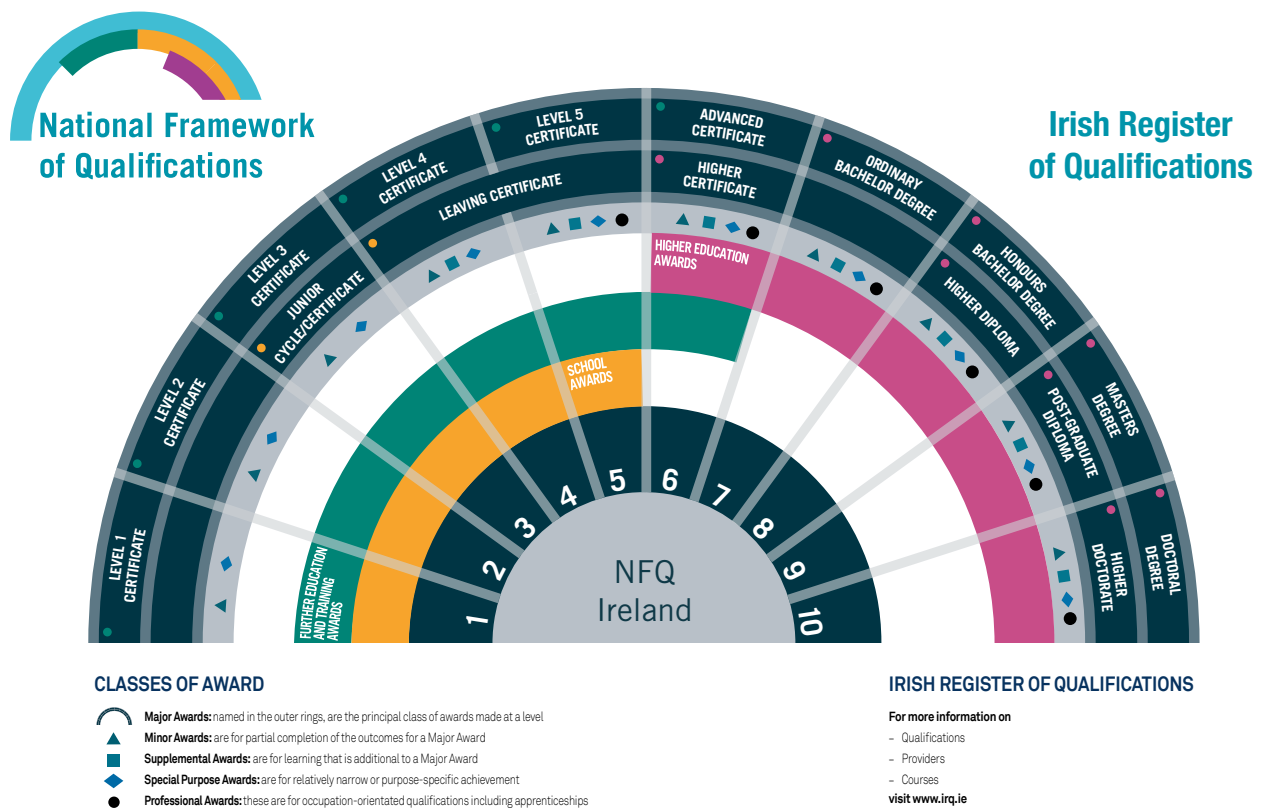 National Framework
of Qualifications
Irish Register
of Qualifications
LEVEL 1
CERTIFICATE
LEVEL 2
CERTIFICATE
LEVEL 3
CERTIFICATE
LEVEL 4
CERTIFICATE
LEVEL 5
CERTIFICATE
ADVANCED
CERTIFICATE
ORDINARY
BACHELOR DEGREE
HONOURS
BACHELOR DEGREE
MASTERS
DEGREE
DOCTORAL
DEGREE
JUNIOR
CYCLE/CERTIFICATE
LEAVING CERTIFICATE
HIGHER
CERTIFICATE
HIGHER DIPLOMA
POST-GRADUATE
DIPLOMA
HIGHER
DOCTORATE
HIGHER EDUCATION
AWARDS
SCHOOL
AWARDS
FURTHER EDUCATION
AND TRAINING
AWARDS
1
2
3
4
5
6
7
8
9
10
NFQ
Ireland
CLASSES OF AWARD
Major Awards: named in the outer rings, are the principal class of awards made at a level
Minor Awards: are for partial completion of the outcomes for a Major Award
Supplemental Awards: are for learning that is additional to a Major Award
Special Purpose Awards: are for relatively narrow or purpose-specific achievement
Professional Awards: these are for occupation-orientated qualifications including apprenticeships
IRISH REGISTER OF QUALIFICATIONS
For more information on
– Qualifications
– Providers
– Courses
visit www.irq.ie